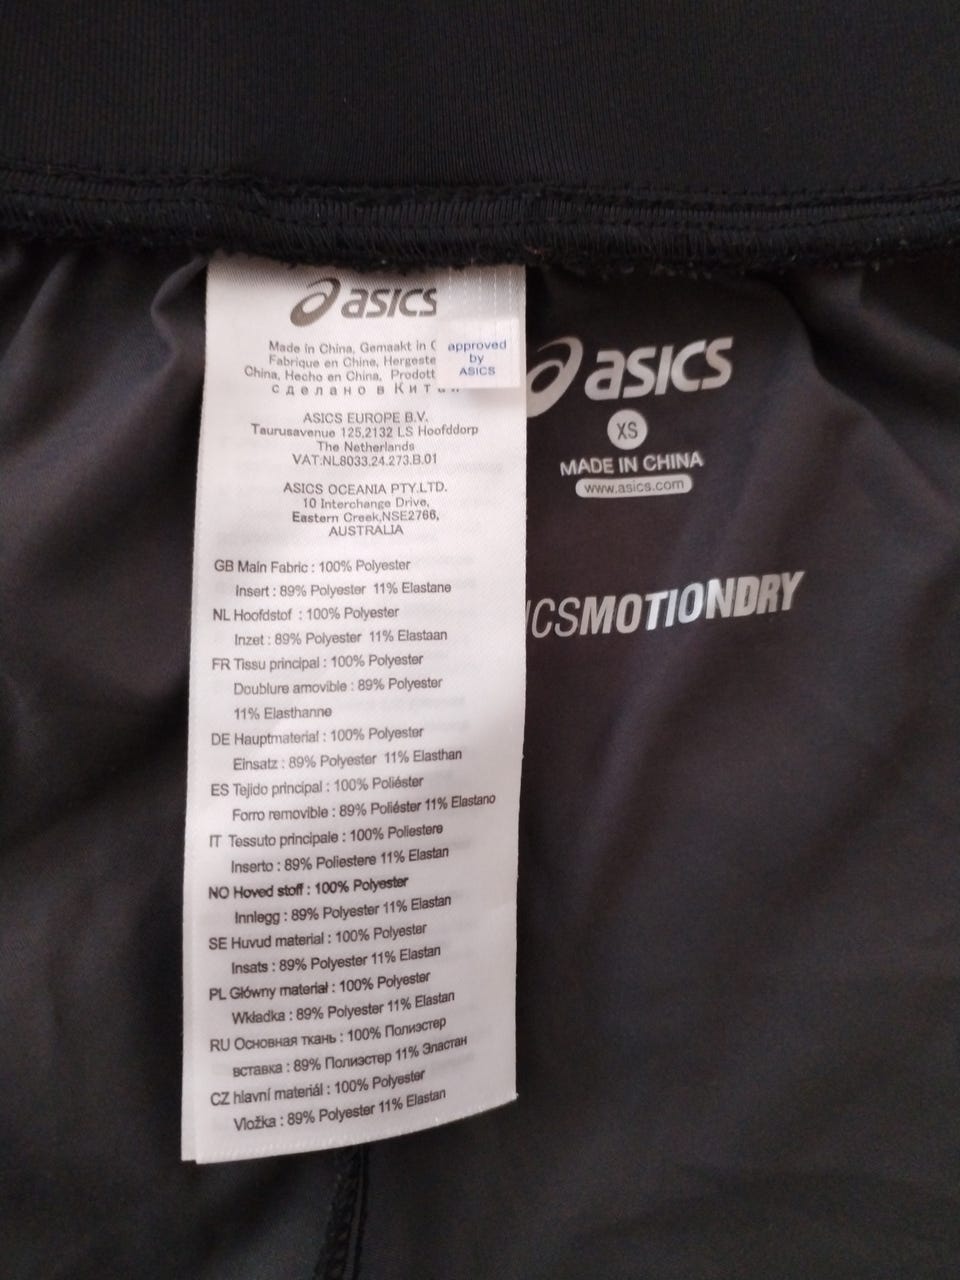 asics
Made in China, Gemaakt in C
Fabrique en Chine, Hergeste
China, Hecho en China, Prodott
сделано в Кит
approved
by
ASICS
ASICS EUROPE B.V.
Taurusavenue 125,2132 LS Hoofddorp
The Netherlands
VAT:NL8033.24.273.B.01
ASICS OCEANIA PTY.LTD.
10 Interchange Drive,
Eastern Creek,NSE2766,
AUSTRALIA
GB Main Fabric : 100% Polyester
Insert : 89% Polyester 11% Elastane
NL Hoofdstof : 100% Polyester
Inzet : 89% Polyester 11% Elastaan
FR Tissu principal : 100% Polyester
Doublure amovible : 89% Polyester
11% Elasthanne
DE Hauptmaterial : 100% Polyester
Einsatz : 89% Polyester 11% Elasthan
ES Tejido principal : 100% Poliéster
Forro removible : 89% Poliéster 11% Elastano
IT Tessuto principale : 100% Poliestere
Inserto : 89% Poliestere 11% Elastan
NO Hoved stoff : 100% Polyester
Innlegg : 89% Polyester 11% Elastan
SE Huvud material : 100% Polyester
Insats : 89% Polyester 11% Elastan
PL Główny materiał : 100% Polyester
Wkładka : 89% Polyester 11% Elastan
RU Основная ткань : 100% Полиэстер
вставка : 89% Полиэстер 11% Эластан
CZ hlavní materiál : 100% Polyester
Vložka : 89% Polyester 11% Elastan
asics
XS
MADE IN CHINA
www.asics.com
ICSMOTIONDRY